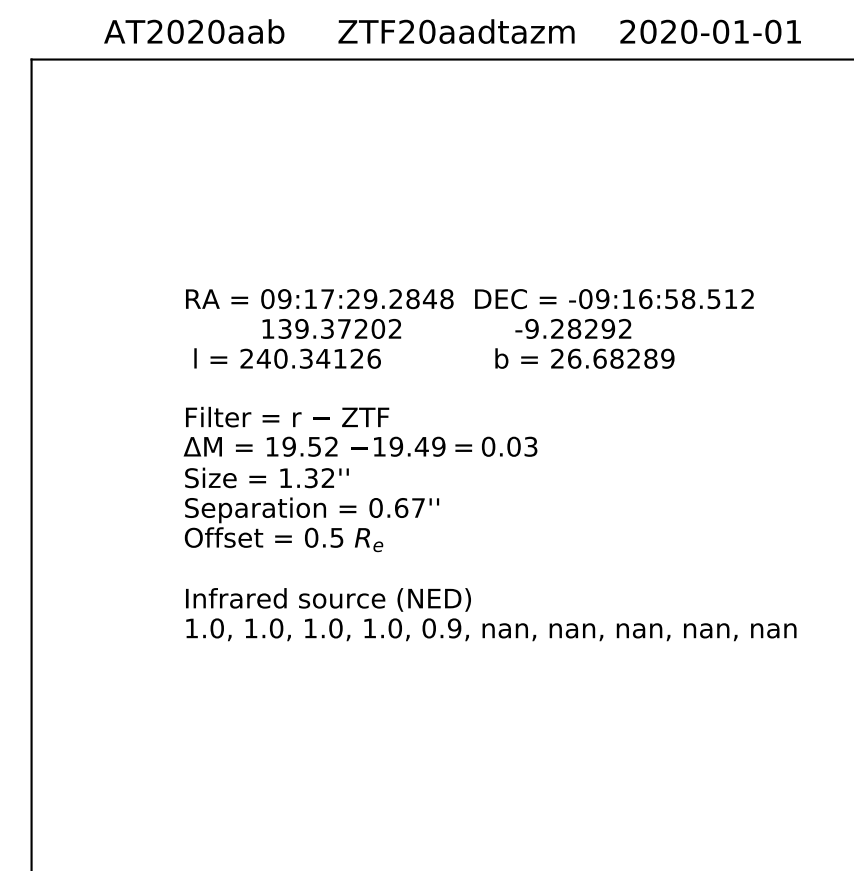 AT2020aab ZTF20aadtazm 2020-01-01
RA = 09:17:29.2848 DEC = -09:16:58.512
139.37202 -9.28292
l = 240.34126 b = 26.68289
Filter = r − ZTF
ΔM = 19.52 −19.49 = 0.03
Size = 1.32''
Separation = 0.67''
Offset = 0.5 Re
Infrared source (NED)
1.0, 1.0, 1.0, 1.0, 0.9, nan, nan, nan, nan, nan